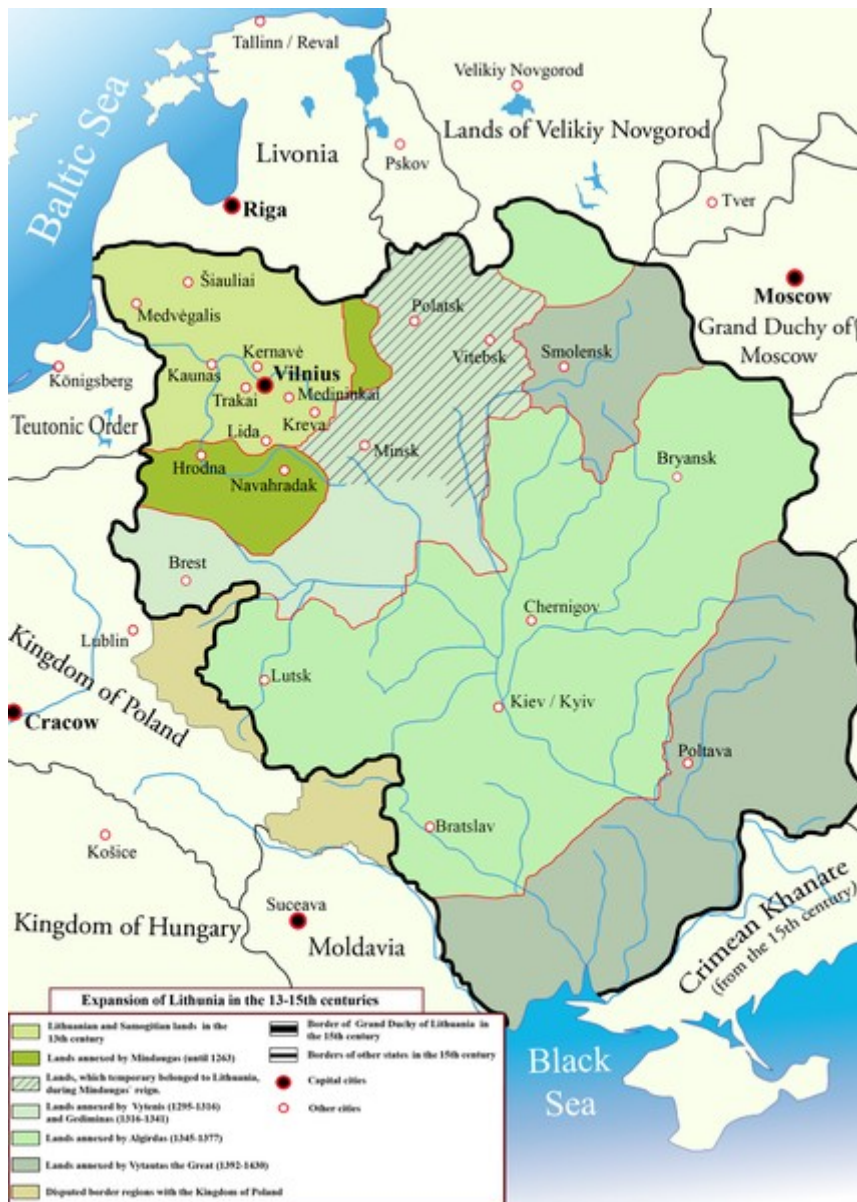 Tallinn / Reval
Velikiy Novgorod
Baltic Sea
Lands of Velikiy Novgorod
Livonia
Pskov
Riga
Tver
Šiauliai
Moscow
Medvėgalis
Polatsk
Grand Duchy of
Moscow
Kernavė
Vitebsk
Smolensk
Königsberg
Kaunas
Vilnius
Trakai
Medininkai
Teutonic Order
Kreva
Lida
Minsk
Hrodna
Bryansk
Navahradak
Brest
Chernigov
Lublin
Kingdom of Poland
Lutsk
Kiev / Kyiv
Cracow
Poltava
Bratslav
Košice
Suceava
Kingdom of Hungary
Moldavia
Crimean Khanate
(from the 15th century)
Black
Sea
Expansion of Lithunia in the 13-15th centuries
Lithuanian and Samogitian lands in the
13th century
Lands annexed by Mindaugas (until 1263)
Lands, which temporary belonged to Lithuania,
during Mindaugas` reign.
Lands annexed by Vytenis (1295-1316)
and Gediminas (1316-1341)
Lands annexed by Algirdas (1345-1377)
Lands annexed by Vytautas the Great (1392-1430)
Disputed border regions with the Kingdom of Poland
Border of Grand Duchy of Lithuania in
the 15th century
Borders of other states in the 15th century
Capital cities
Other cities